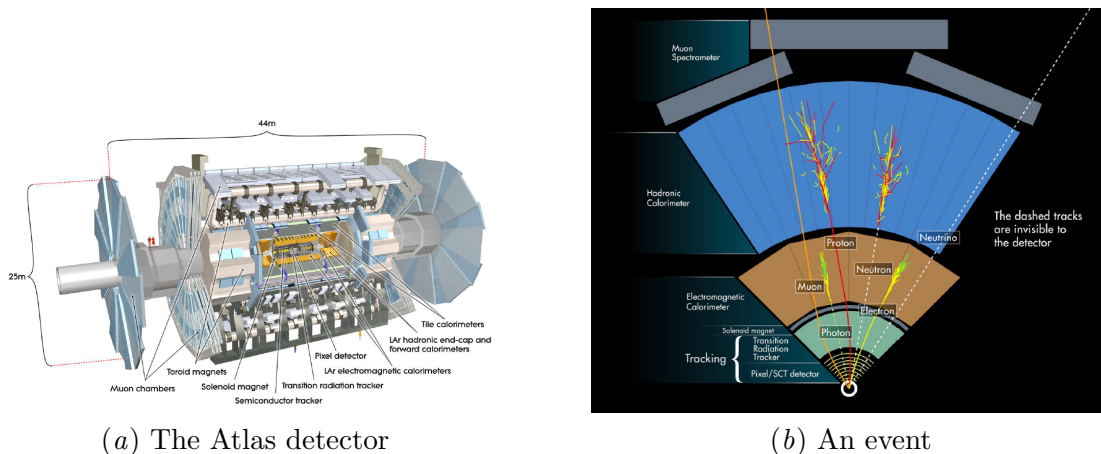 44m
25m
Tile calorimeters
LAr hadronic end-cap and
forward calorimeters
Pixel detector
LAr electromagnetic calorimeters
Toroid magnets
Muon chambers
Solenoid magnet
Transition radiation tracker
Semiconductor tracker
(a) The Atlas detector
Muon
Spectrometer
Hadronic
Calorimeter
The dashed tracks
are invisible to
the detector
Proton
Neutrino
Neutron
Muon
Electromagnetic
Calorimeter
Electron
Solenoid magnet
Photon
Tracking
{
Transition
Radiation
Tracker
Pixel/SCT detector
(b) An event